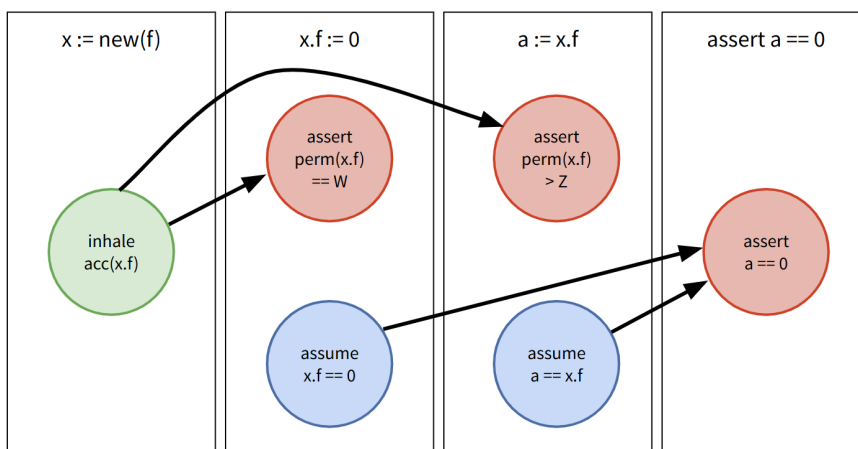 x := new(f)
x.f := 0
a := x.f
assert a == 0
assert
perm(x.f)
== W
assert
perm(x.f)
> Z
inhale
acc(x.f)
assert
a == 0
assume
x.f == 0
assume
a == x.f